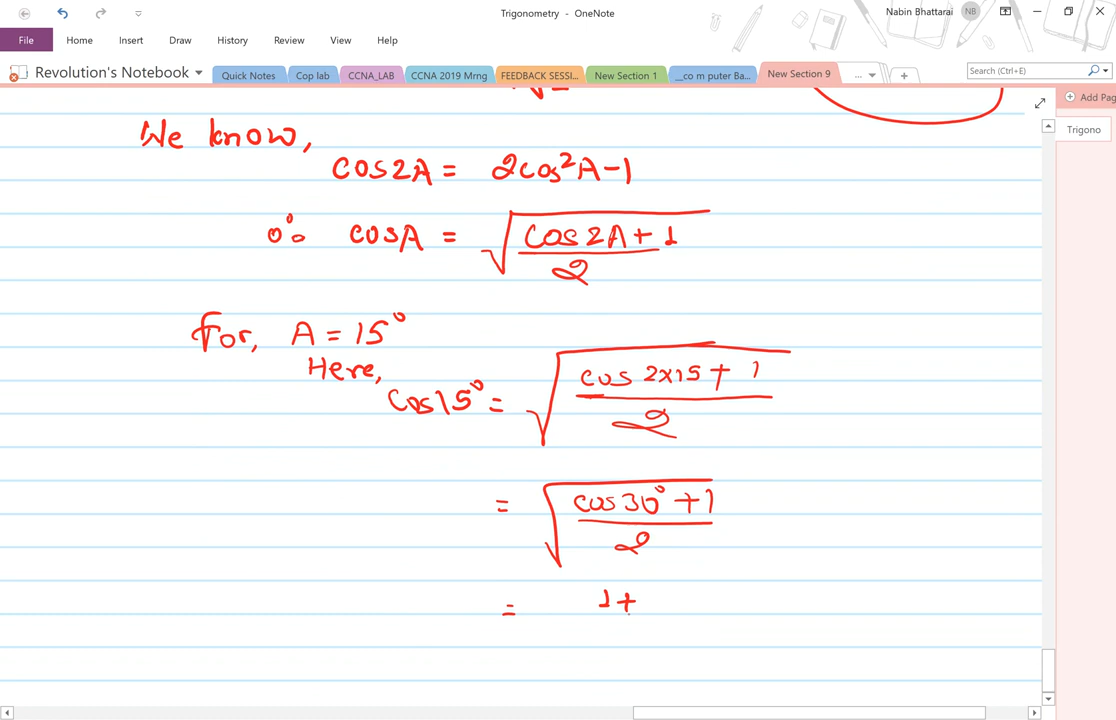 Trigonometry - OneNote
Nabin Bhattarai NB
File Home Insert Draw History Review View Help
Revolution's Notebook
Quick Notes Cop lab CCNA_LAB CCNA 2019 Mrng FEEDBACK SESSI... New Section 1 __co m puter Ba... New Section 9 ...
Search (Ctrl+E)
Add Pag
Trigono
We know,
cos2A = 2cos²A-1
∴ cosA = √((cos2A+1)/2)
For, A = 15°
Here,
cos15° = √((cos 2×15 + 1)/2)
= √((cos30° + 1)/2)
= 1+